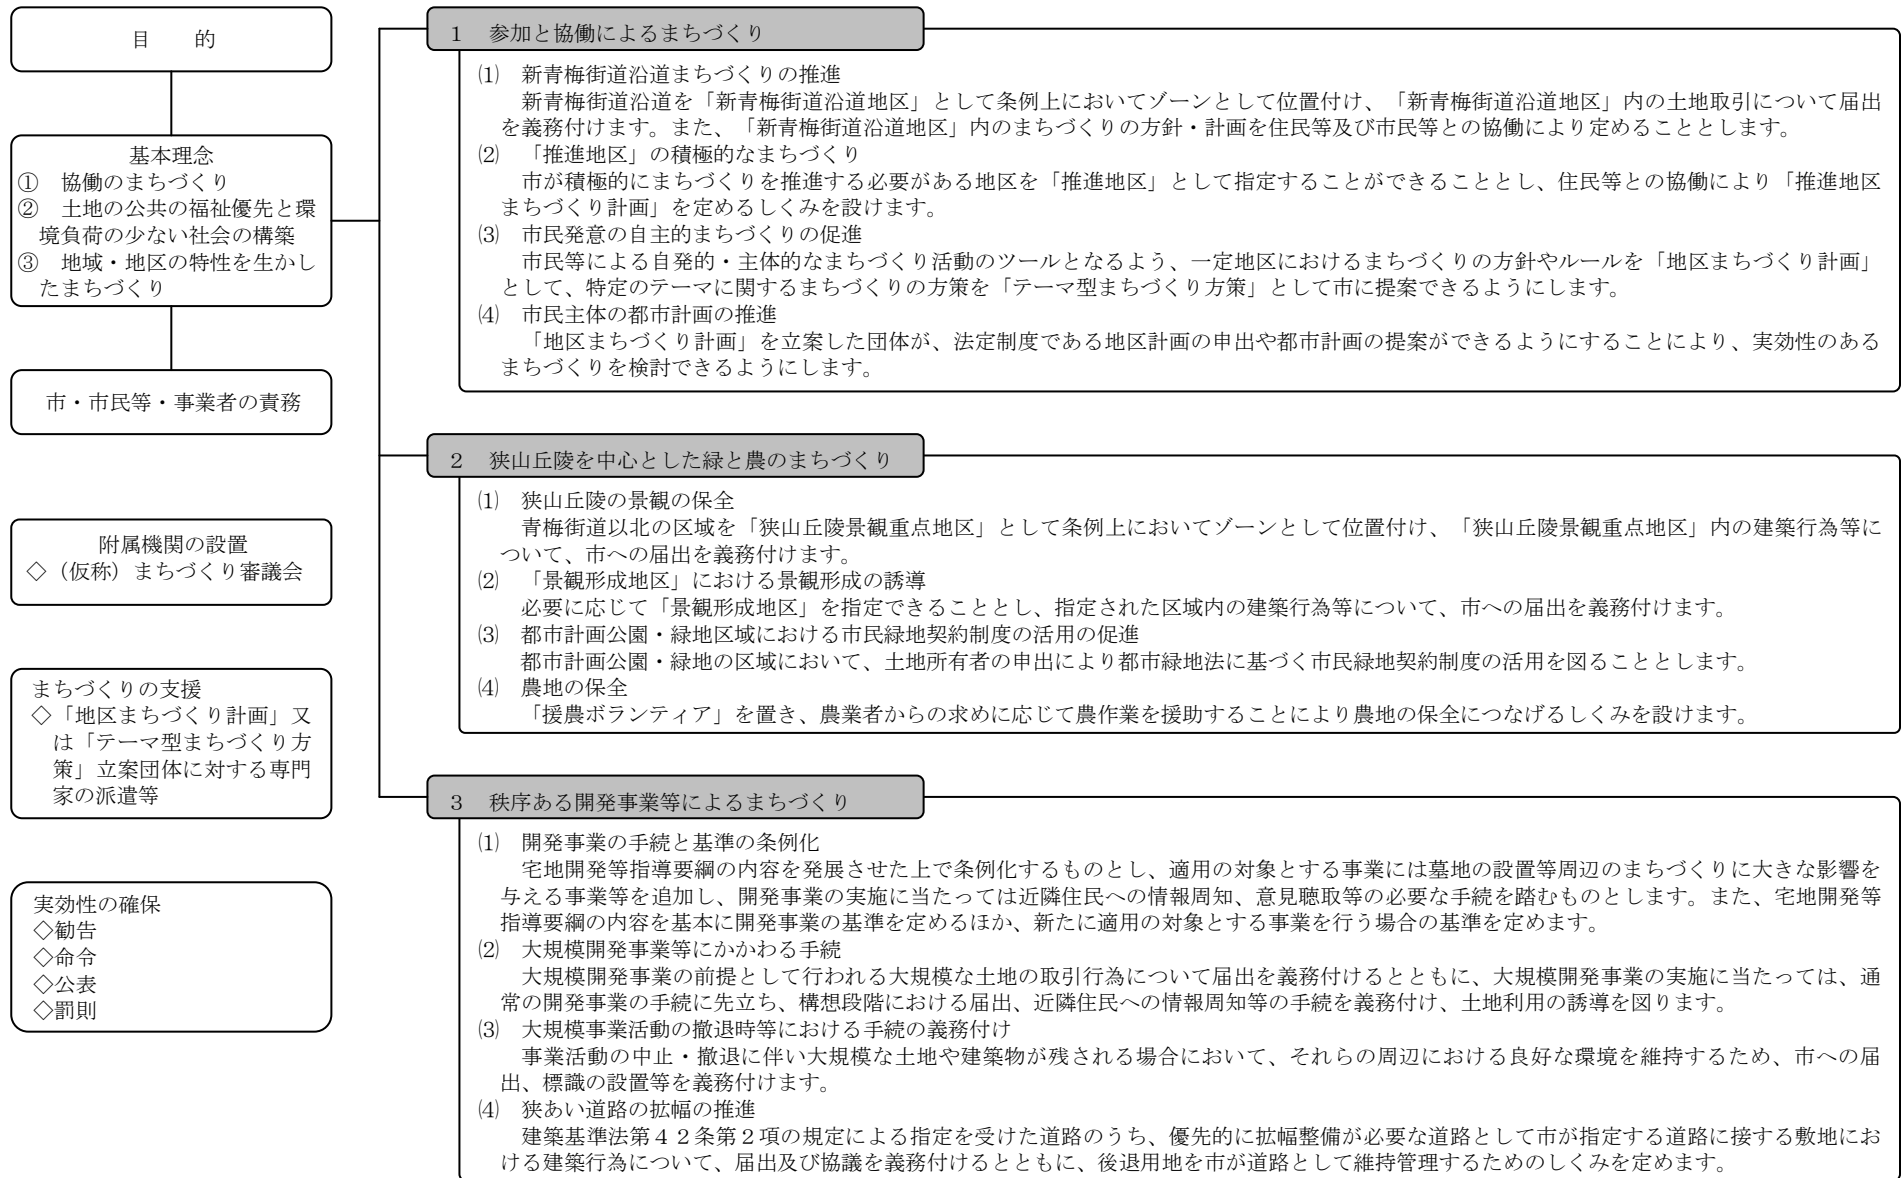 目　的
基本理念
①　協働のまちづくり
②　土地の公共の福祉優先と環
境負荷の少ない社会の構築
③　地域・地区の特性を生かし
たまちづくり
市・市民等・事業者の責務
附属機関の設置
◇（仮称）まちづくり審議会
まちづくりの支援
◇「地区まちづくり計画」又
は「テーマ型まちづくり方
策」立案団体に対する専門
家の派遣等
実効性の確保
◇勧告
◇命令
◇公表
◇罰則
１　参加と協働によるまちづくり
⑴　新青梅街道沿道まちづくりの推進
新青梅街道沿道を「新青梅街道沿道地区」として条例上においてゾーンとして位置付け、「新青梅街道沿道地区」内の土地取引について届出
を義務付けます。また、「新青梅街道沿道地区」内のまちづくりの方針・計画を住民等及び市民等との協働により定めることとします。
⑵　「推進地区」の積極的なまちづくり
市が積極的にまちづくりを推進する必要がある地区を「推進地区」として指定することができることとし、住民等との協働により「推進地区
まちづくり計画」を定めるしくみを設けます。
⑶　市民発意の自主的まちづくりの促進
市民等による自発的・主体的なまちづくり活動のツールとなるよう、一定地区におけるまちづくりの方針やルールを「地区まちづくり計画」
として、特定のテーマに関するまちづくりの方策を「テーマ型まちづくり方策」として市に提案できるようにします。
⑷　市民主体の都市計画の推進
「地区まちづくり計画」を立案した団体が、法定制度である地区計画の申出や都市計画の提案ができるようにすることにより、実効性のある
まちづくりを検討できるようにします。
２　狭山丘陵を中心とした緑と農のまちづくり
⑴　狭山丘陵の景観の保全
青梅街道以北の区域を「狭山丘陵景観重点地区」として条例上においてゾーンとして位置付け、「狭山丘陵景観重点地区」内の建築行為等に
ついて、市への届出を義務付けます。
⑵　「景観形成地区」における景観形成の誘導
必要に応じて「景観形成地区」を指定できることとし、指定された区域内の建築行為等について、市への届出を義務付けます。
⑶　都市計画公園・緑地区域における市民緑地契約制度の活用の促進
都市計画公園・緑地の区域において、土地所有者の申出により都市緑地法に基づく市民緑地契約制度の活用を図ることとします。
⑷　農地の保全
「援農ボランティア」を置き、農業者からの求めに応じて農作業を援助することにより農地の保全につなげるしくみを設けます。
３　秩序ある開発事業等によるまちづくり
⑴　開発事業の手続と基準の条例化
宅地開発等指導要綱の内容を発展させた上で条例化するものとし、適用の対象とする事業には墓地の設置等周辺のまちづくりに大きな影響を
与える事業等を追加し、開発事業の実施に当たっては近隣住民への情報周知、意見聴取等の必要な手続を踏むものとします。また、宅地開発等
指導要綱の内容を基本に開発事業の基準を定めるほか、新たに適用の対象とする事業を行う場合の基準を定めます。
⑵　大規模開発事業等にかかわる手続
大規模開発事業の前提として行われる大規模な土地の取引行為について届出を義務付けるとともに、大規模開発事業の実施に当たっては、通
常の開発事業の手続に先立ち、構想段階における届出、近隣住民への情報周知等の手続を義務付け、土地利用の誘導を図ります。
⑶　大規模事業活動の撤退時等における手続の義務付け
事業活動の中止・撤退に伴い大規模な土地や建築物が残される場合において、それらの周辺における良好な環境を維持するため、市への届
出、標識の設置等を義務付けます。
⑷　狭あい道路の拡幅の推進
建築基準法第４２条第２項の規定による指定を受けた道路のうち、優先的に拡幅整備が必要な道路として市が指定する道路に接する敷地にお
ける建築行為について、届出及び協議を義務付けるとともに、後退用地を市が道路として維持管理するためのしくみを定めます。